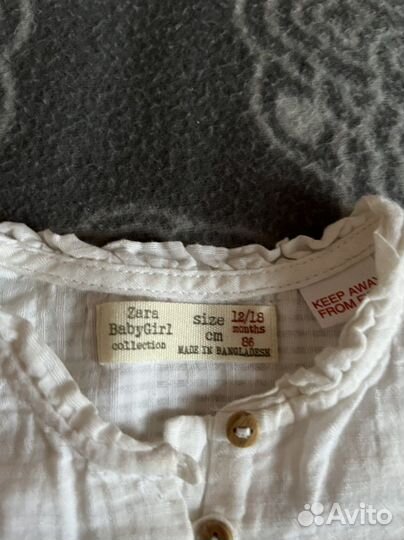 Zara
BabyGirl
collection
size 12/18
months
cm 86
MADE IN BANGLADESH
KEEP AWAY
FROM
Avito